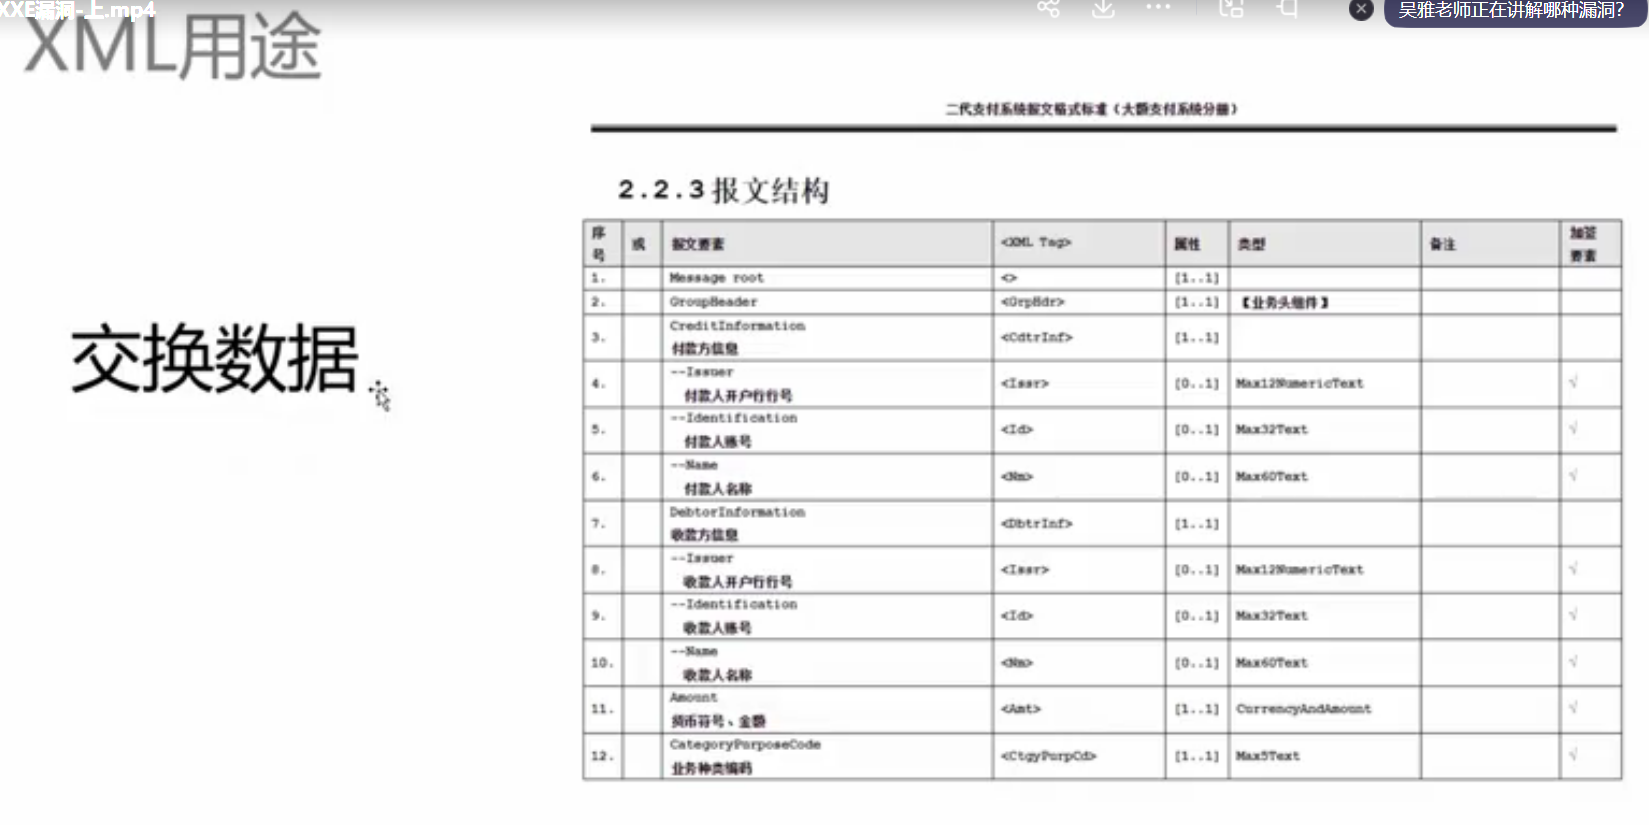 XXE漏洞-上.mp4
吴雅老师正在讲解哪种漏洞?
XML用途
二代支付系统报文格式标准（大额支付系统分册）
2.2.3报文结构
序号 或 报文要素 <XML Tag> 属性 类型 备注 加签要素
1. Message root <> [1..1]
2. GroupHeader <GrpHdr> [1..1] 【业务头组件】
3. CreditInformation 付款方信息 <CdtrInf> [1..1]
4. --Issuer 付款人开户行行号 <Issr> [0..1] Max12NumericText √
5. --Identification 付款人账号 <Id> [0..1] Max32Text √
6. --Name 付款人名称 <Nm> [0..1] Max60Text √
7. DebtorInformation 收款方信息 <DbtrInf> [1..1]
8. --Issuer 收款人开户行行号 <Issr> [0..1] Max12NumericText √
9. --Identification 收款人账号 <Id> [0..1] Max32Text √
10. --Name 收款人名称 <Nm> [0..1] Max60Text √
11. Amount 货币符号、金额 <Amt> [1..1] CurrencyAndAmount √
12. CategoryPurposeCode 业务种类编码 <CtgyPurpCd> [1..1] Max5Text √
交换数据